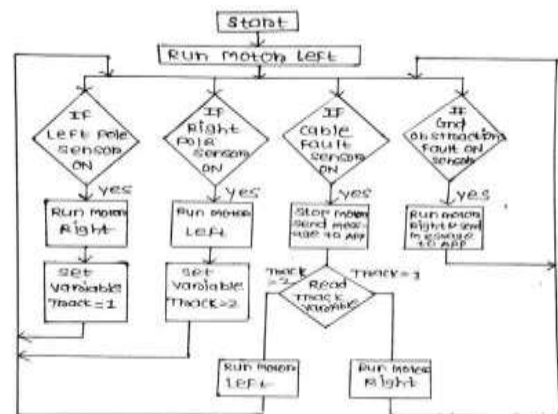 Start
Run Motor Left
If
Left Pole
sensor
ON
If
Right
Pole
sensor
ON
If
Cable
Fault
sensor
ON
If
Gnd
obstractions
Fault ON
sensor
yes
yes
yes
yes
Run Motor
Right
Run Motor
Left
Stop Motor
send mess-
age to APP
Run Motor
Right & send
message
to APP
Set
variable
Track=1
set
variable
Track=2
Track
=2
Read
Track
variable
Track=1
Run Motor
Left
Run Motor
Right